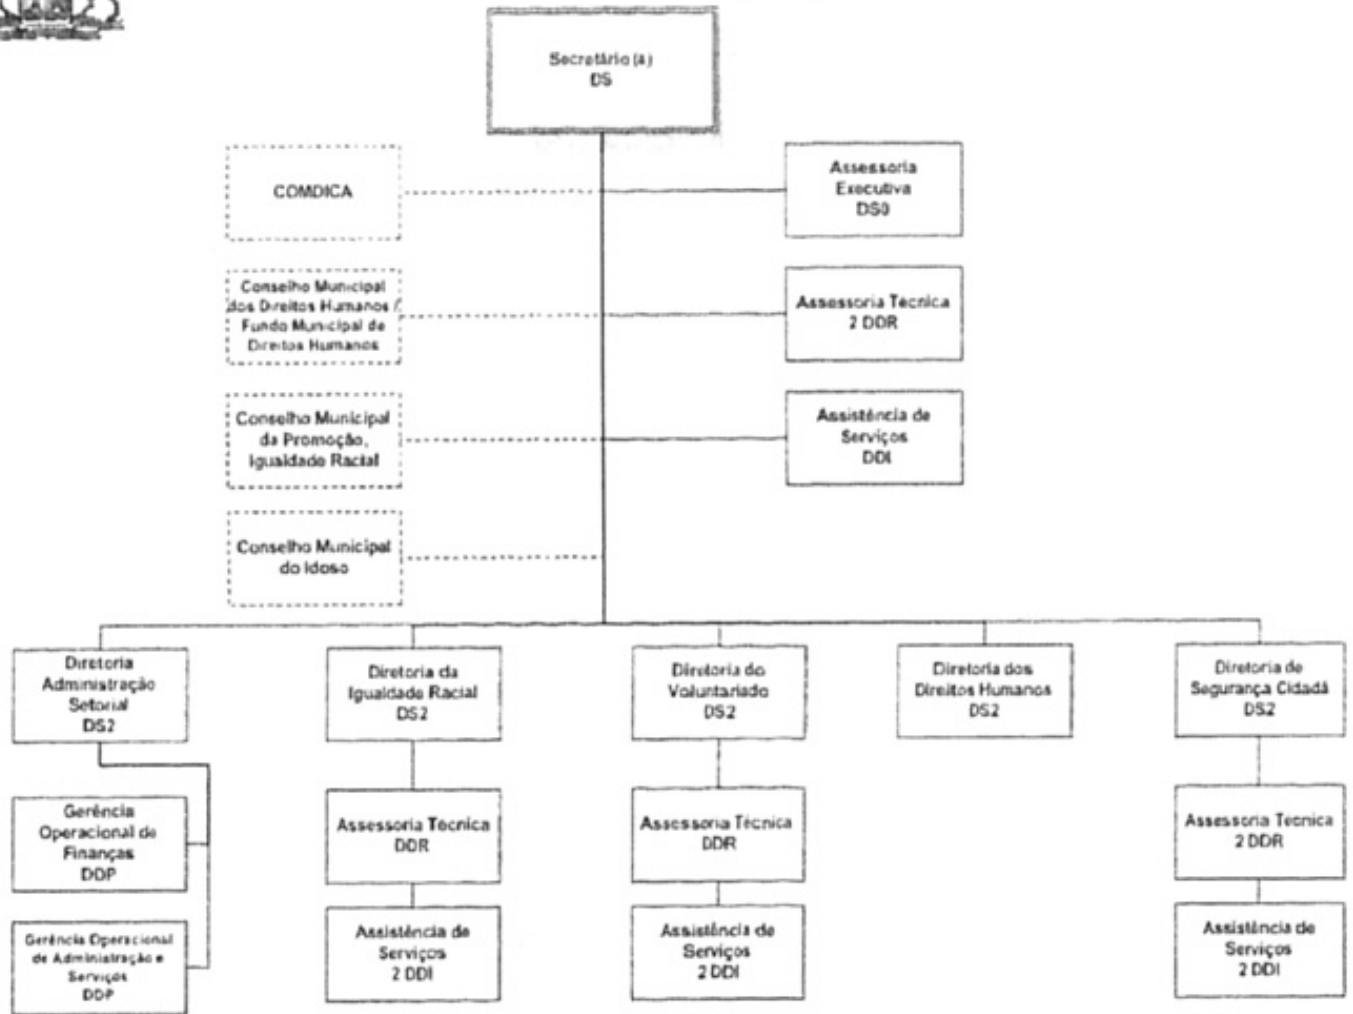 Secretário (a)
DS
COMDICA
Assessoria
Executiva
DS0
Conselho Municipal
dos Direitos Humanos /
Fundo Municipal de
Direitos Humanos
Assessoria Técnica
2 DDR
Conselho Municipal
da Promoção,
Igualdade Racial
Assistência de
Serviços
DDI
Conselho Municipal
do Idoso
Diretoria
Administração
Setorial
DS2
Diretoria da
Igualdade Racial
DS2
Diretoria do
Voluntariado
DS2
Diretoria dos
Direitos Humanos
DS2
Diretoria de
Segurança Cidadã
DS2
Gerência
Operacional de
Finanças
DDP
Assessoria Técnica
DDR
Assessoria Técnica
DDR
Assessoria Técnica
2 DDR
Gerência Operacional
de Administração e
Serviços
DDP
Assistência de
Serviços
2 DDI
Assistência de
Serviços
2 DDI
Assistência de
Serviços
2 DDI